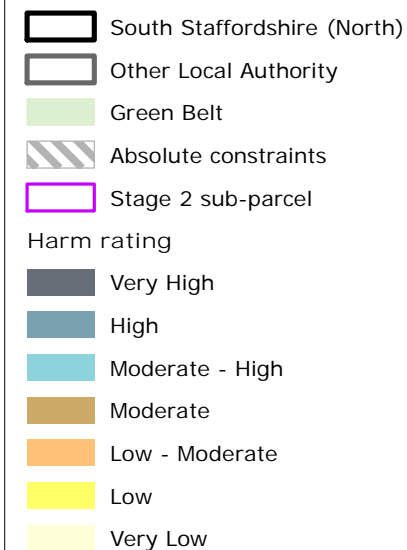 South Staffordshire (North)
Other Local Authority
Green Belt
Absolute constraints
Stage 2 sub-parcel
Harm rating
Very High
High
Moderate - High
Moderate
Low - Moderate
Low
Very Low